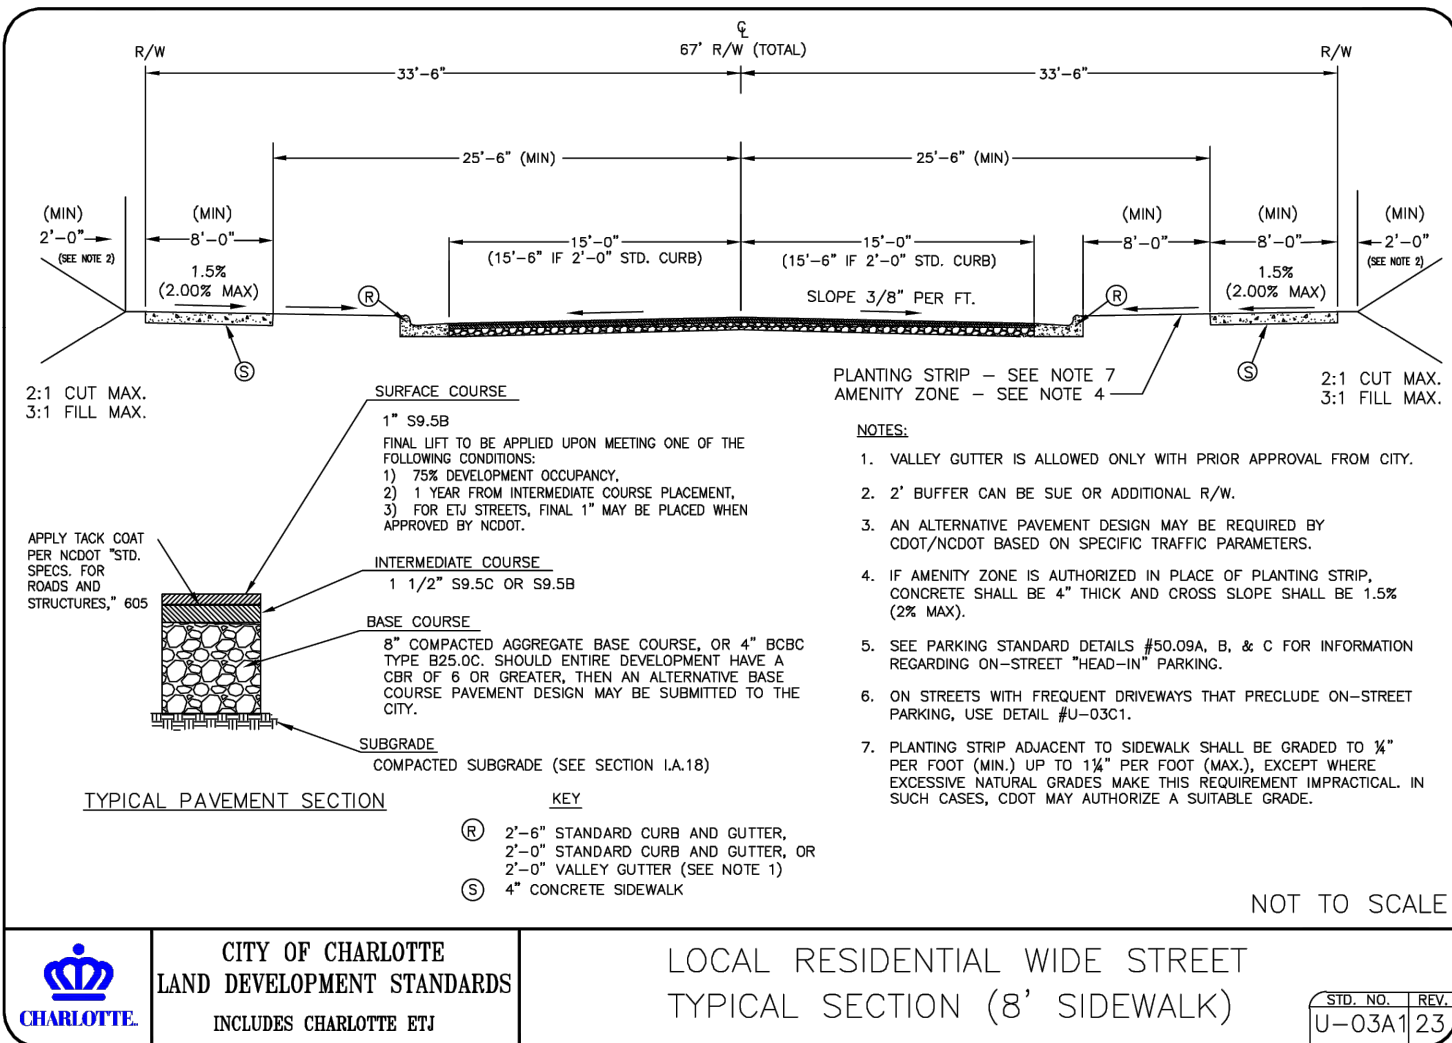 ℄
67' R/W (TOTAL)
R/W
R/W
33'-6"
33'-6"
25'-6" (MIN)
25'-6" (MIN)
(MIN)
2'-0"
(SEE NOTE 2)
(MIN)
8'-0"
1.5%
(2.00% MAX)
15'-0"
(15'-6" IF 2'-0" STD. CURB)
15'-0"
(15'-6" IF 2'-0" STD. CURB)
(MIN)
8'-0"
(MIN)
8'-0"
1.5%
(2.00% MAX)
(MIN)
2'-0"
(SEE NOTE 2)
R
SLOPE 3/8" PER FT.
R
S
S
2:1 CUT MAX.
3:1 FILL MAX.
PLANTING STRIP – SEE NOTE 7
AMENITY ZONE – SEE NOTE 4
2:1 CUT MAX.
3:1 FILL MAX.
SURFACE COURSE
1" S9.5B
FINAL LIFT TO BE APPLIED UPON MEETING ONE OF THE
FOLLOWING CONDITIONS:
1) 75% DEVELOPMENT OCCUPANCY,
2) 1 YEAR FROM INTERMEDIATE COURSE PLACEMENT,
3) FOR ETJ STREETS, FINAL 1" MAY BE PLACED WHEN
APPROVED BY NCDOT.
APPLY TACK COAT
PER NCDOT "STD.
SPECS. FOR
ROADS AND
STRUCTURES," 605
INTERMEDIATE COURSE
1 1/2" S9.5C OR S9.5B
BASE COURSE
8" COMPACTED AGGREGATE BASE COURSE, OR 4" BCBC
TYPE B25.0C. SHOULD ENTIRE DEVELOPMENT HAVE A
CBR OF 6 OR GREATER, THEN AN ALTERNATIVE BASE
COURSE PAVEMENT DESIGN MAY BE SUBMITTED TO THE
CITY.
SUBGRADE
COMPACTED SUBGRADE (SEE SECTION I.A.18)
TYPICAL PAVEMENT SECTION
KEY
R 2'-6" STANDARD CURB AND GUTTER,
2'-0" STANDARD CURB AND GUTTER, OR
2'-0" VALLEY GUTTER (SEE NOTE 1)
S 4" CONCRETE SIDEWALK
NOTES:
1. VALLEY GUTTER IS ALLOWED ONLY WITH PRIOR APPROVAL FROM CITY.
2. 2' BUFFER CAN BE SUE OR ADDITIONAL R/W.
3. AN ALTERNATIVE PAVEMENT DESIGN MAY BE REQUIRED BY
CDOT/NCDOT BASED ON SPECIFIC TRAFFIC PARAMETERS.
4. IF AMENITY ZONE IS AUTHORIZED IN PLACE OF PLANTING STRIP,
CONCRETE SHALL BE 4" THICK AND CROSS SLOPE SHALL BE 1.5%
(2% MAX).
5. SEE PARKING STANDARD DETAILS #50.09A, B, & C FOR INFORMATION
REGARDING ON-STREET "HEAD-IN" PARKING.
6. ON STREETS WITH FREQUENT DRIVEWAYS THAT PRECLUDE ON-STREET
PARKING, USE DETAIL #U-03C1.
7. PLANTING STRIP ADJACENT TO SIDEWALK SHALL BE GRADED TO ¼"
PER FOOT (MIN.) UP TO 1¼" PER FOOT (MAX.), EXCEPT WHERE
EXCESSIVE NATURAL GRADES MAKE THIS REQUIREMENT IMPRACTICAL. IN
SUCH CASES, CDOT MAY AUTHORIZE A SUITABLE GRADE.
NOT TO SCALE
CHARLOTTE.
CITY OF CHARLOTTE
LAND DEVELOPMENT STANDARDS
INCLUDES CHARLOTTE ETJ
LOCAL RESIDENTIAL WIDE STREET
TYPICAL SECTION (8' SIDEWALK)
STD. NO. REV.
U-03A1 23